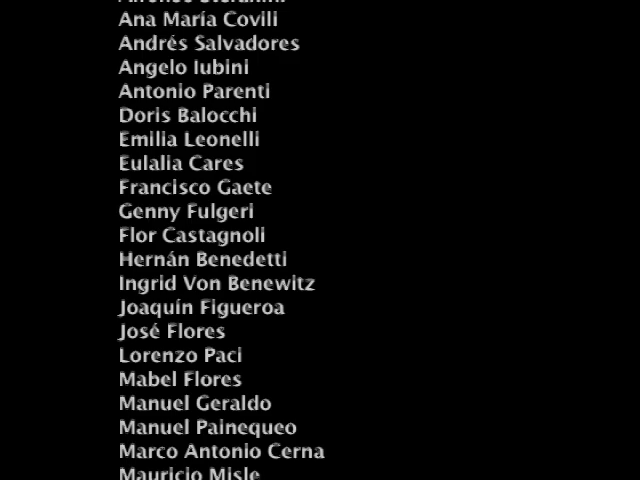 Ana María Covili
Andrés Salvadores
Angelo Iubini
Antonio Parenti
Doris Balocchi
Emilia Leonelli
Eulalia Cares
Francisco Gaete
Genny Fulgeri
Flor Castagnoli
Hernán Benedetti
Ingrid Von Benewitz
Joaquín Figueroa
José Flores
Lorenzo Paci
Mabel Flores
Manuel Geraldo
Manuel Painequeo
Marco Antonio Cerna
Mauricio Misle